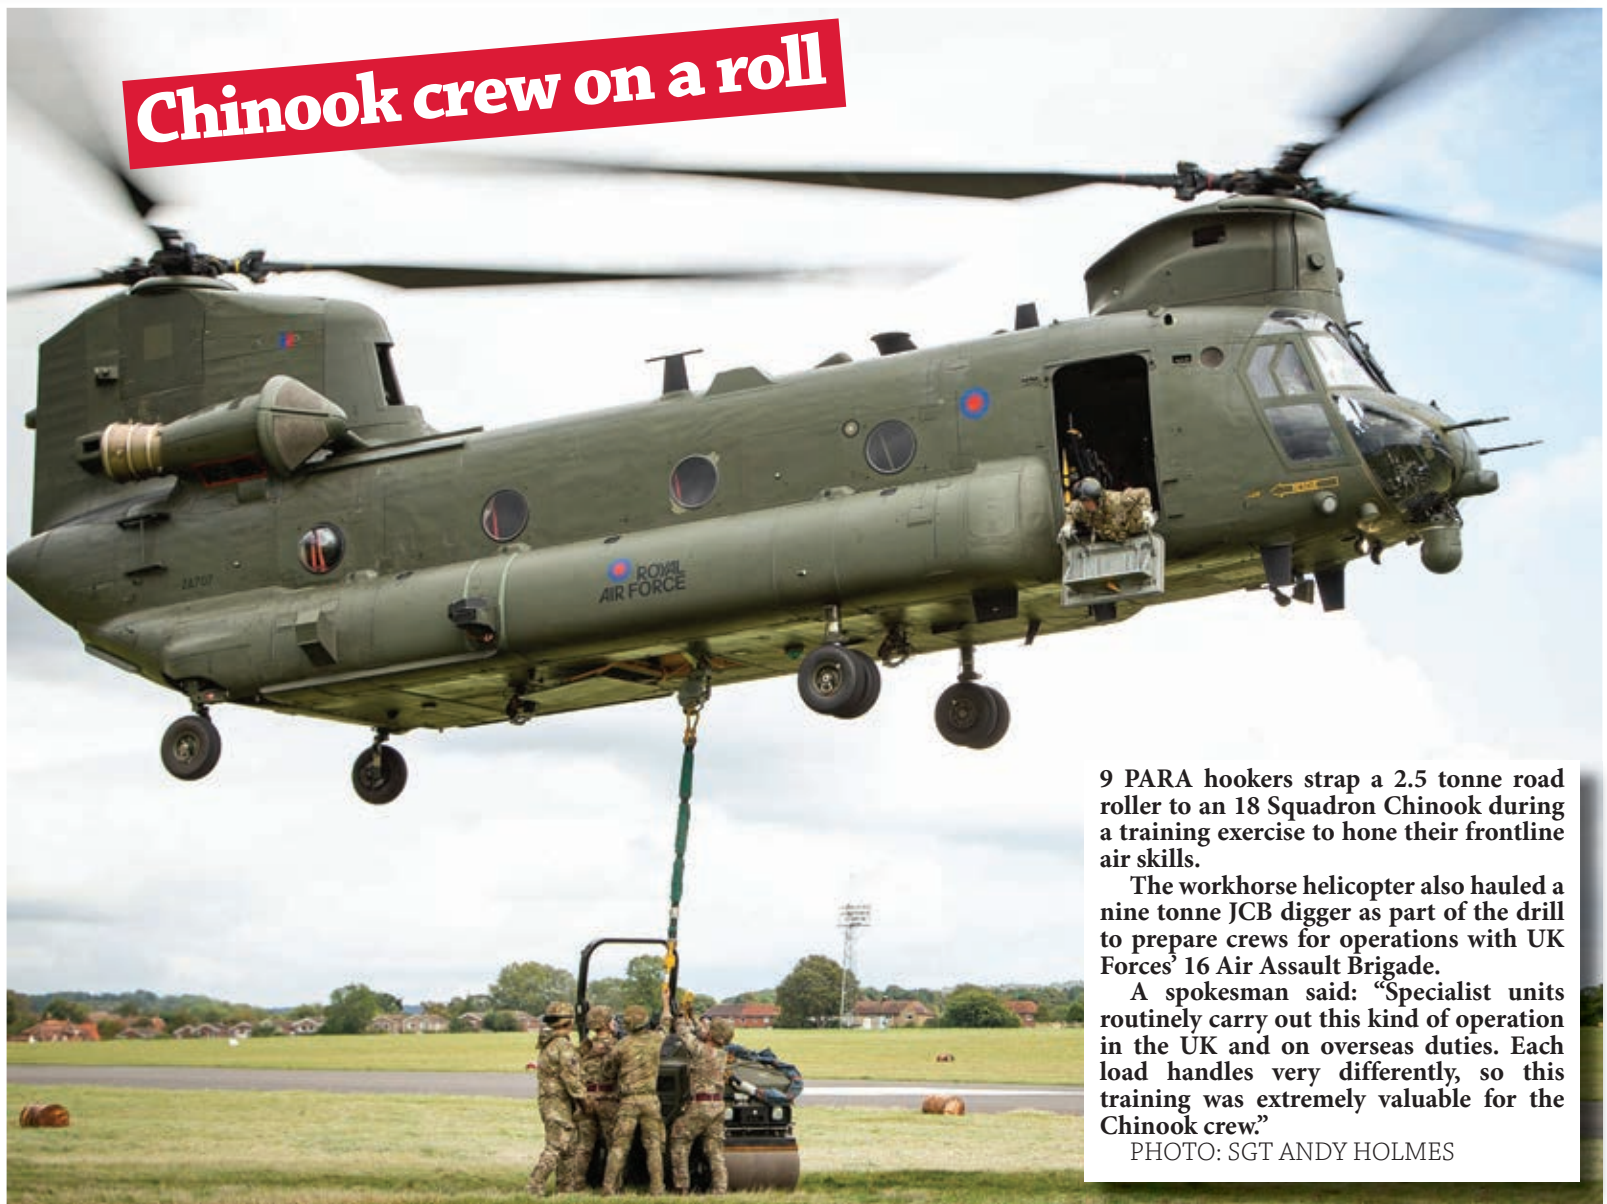 Chinook crew on a roll
ZA707
ROYAL
AIR FORCE
9 PARA hookers strap a 2.5 tonne road
roller to an 18 Squadron Chinook during
a training exercise to hone their frontline
air skills.
The workhorse helicopter also hauled a
nine tonne JCB digger as part of the drill
to prepare crews for operations with UK
Forces’ 16 Air Assault Brigade.
A spokesman said: “Specialist units
routinely carry out this kind of operation
in the UK and on overseas duties. Each
load handles very differently, so this
training was extremely valuable for the
Chinook crew.”
PHOTO: SGT ANDY HOLMES